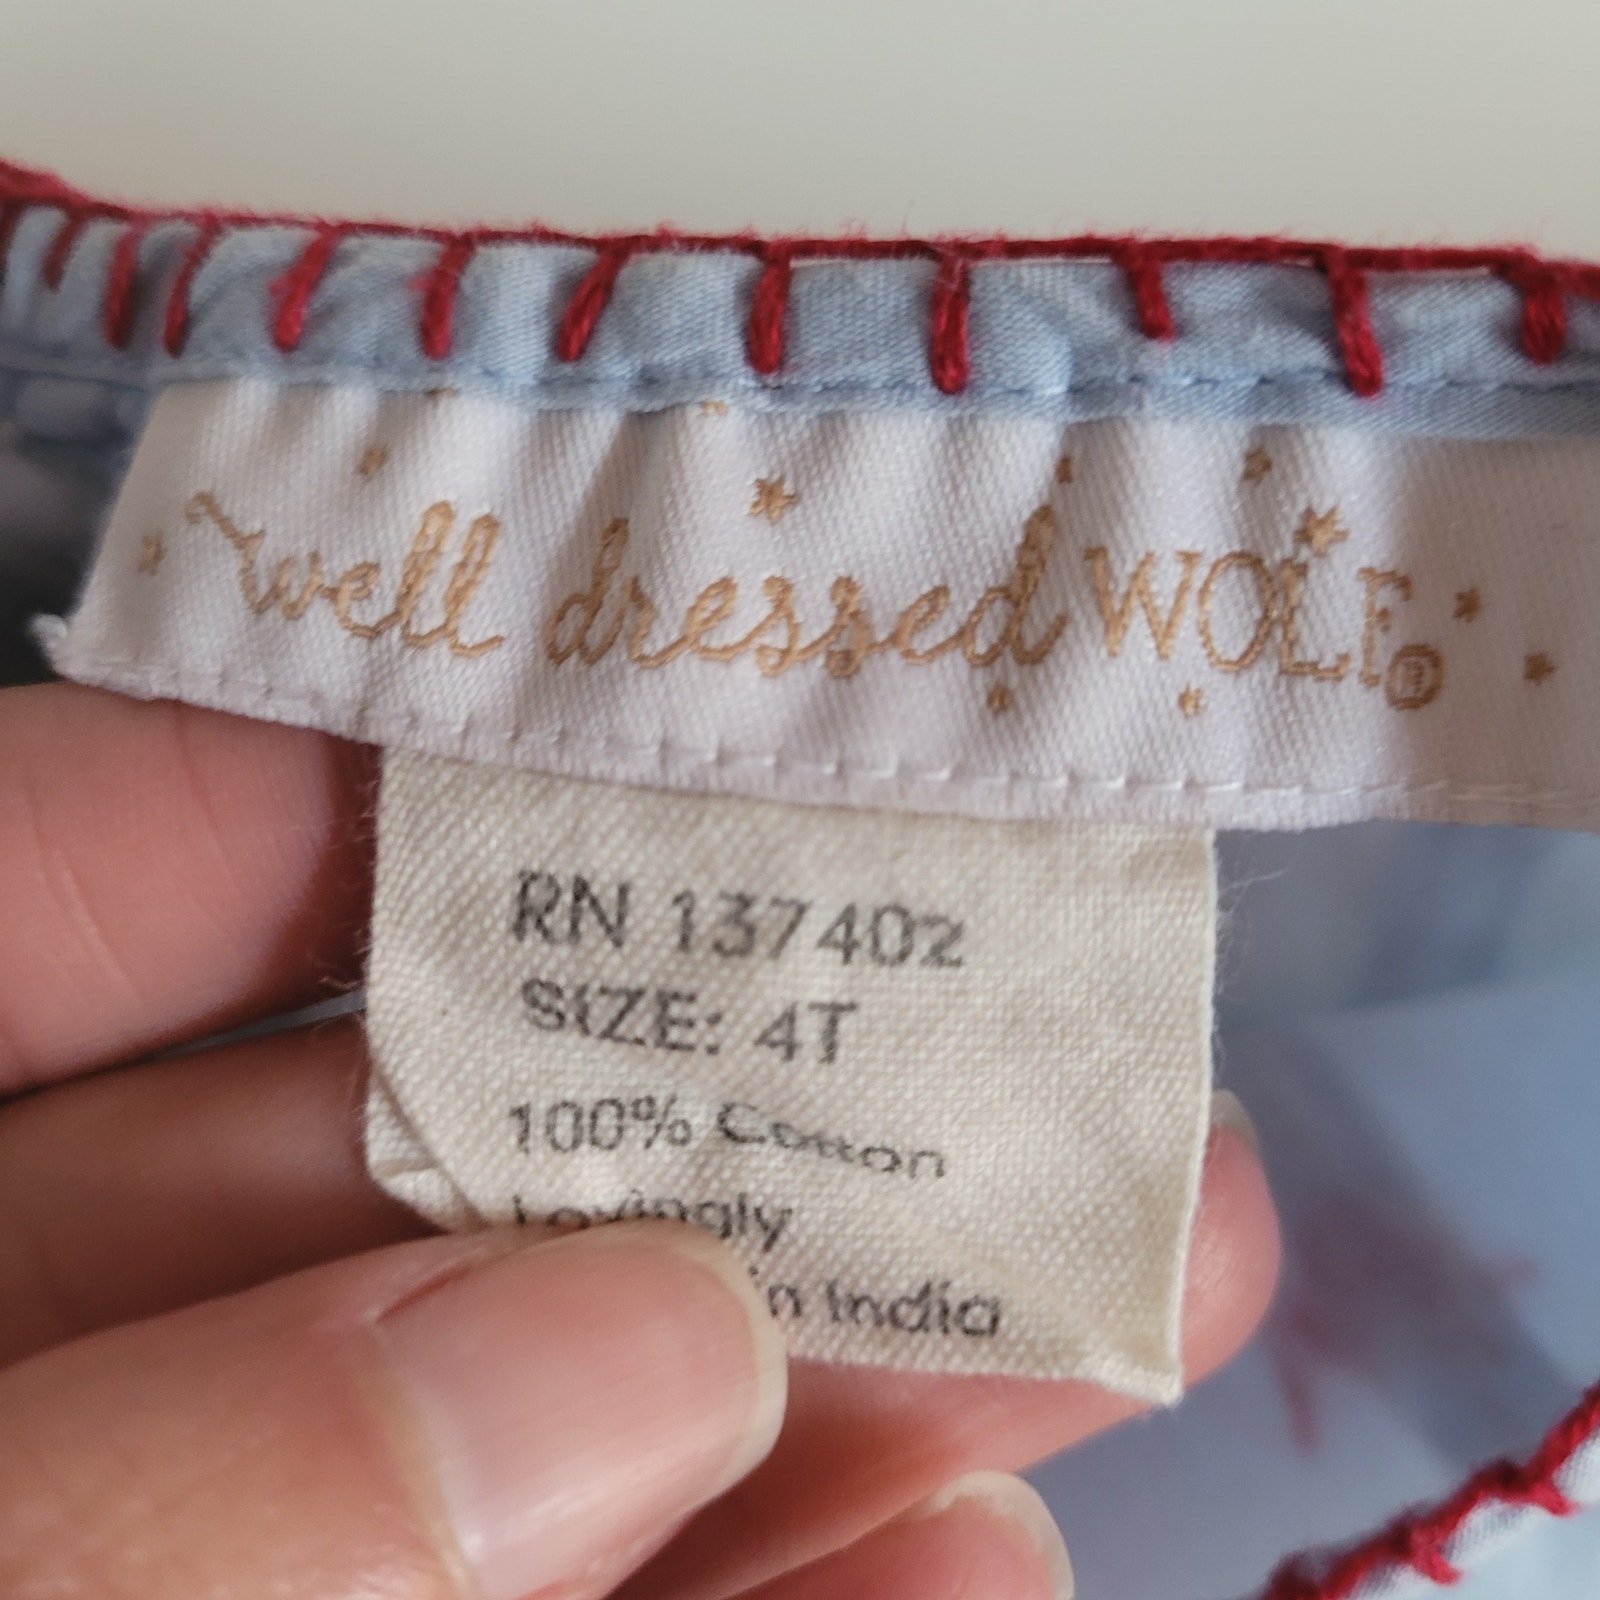 well dressed WOLF®
RN 137402
SIZE: 4T
100% Cotton
Lovingly
in India